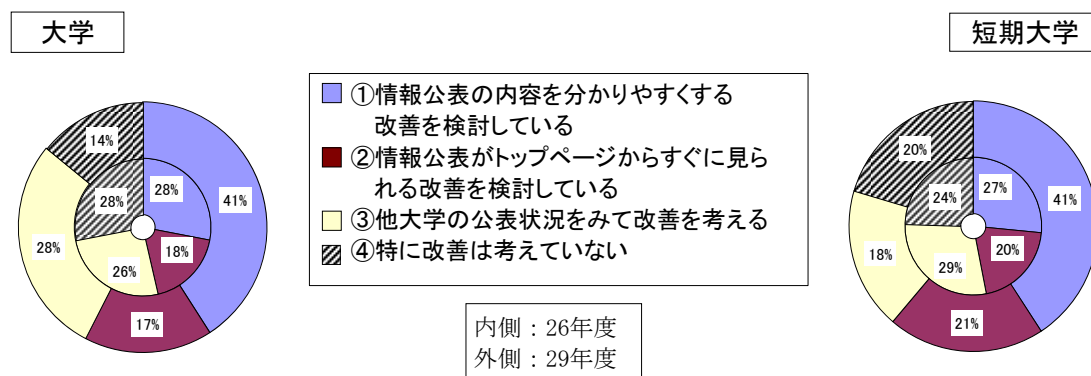 大学
短期大学
①情報公表の内容を分かりやすくする
改善を検討している
②情報公表がトップページからすぐに見ら
れる改善を検討している
③他大学の公表状況をみて改善を考える
④特に改善は考えていない
内側：26年度
外側：29年度
14%
28%
28%
41%
18%
26%
28%
17%
20%
24%
27%
41%
20%
29%
18%
21%